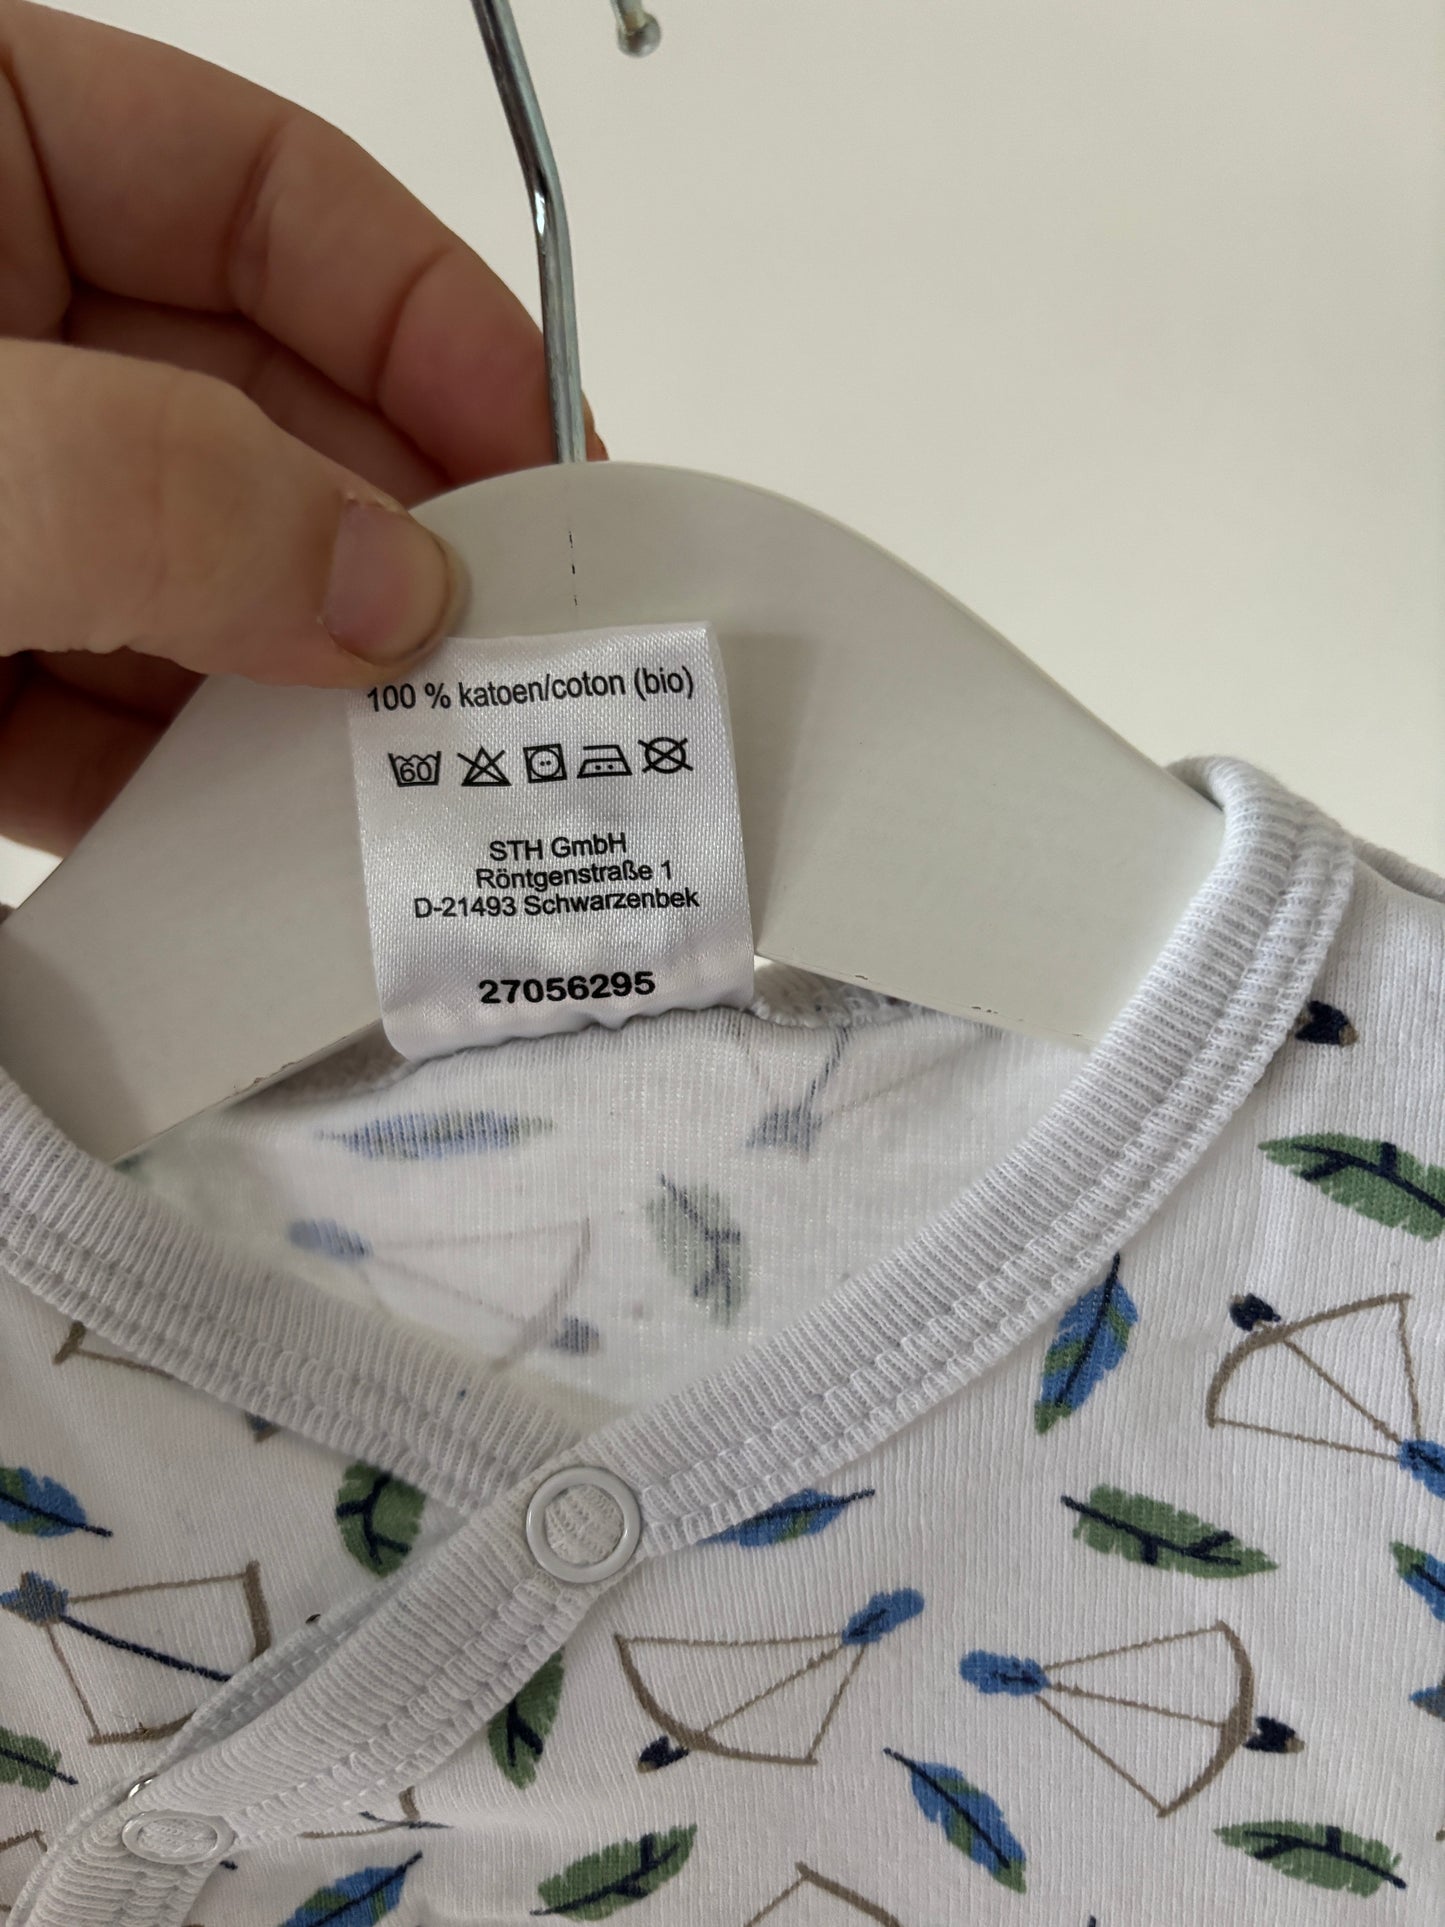 100 % katoen/coton (bio)
60
STH GmbH
Röntgenstraße 1
D-21493 Schwarzenbek
27056295